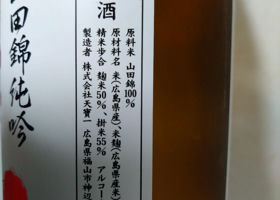 酒
原料米 山田錦100%
原材料名 米(広島県産)、米麹(広島県産米)
精米歩合 麹米50%、掛米55% アルコー
製造者 株式会社天寶一 広島県福山市神辺
田錦 純吟